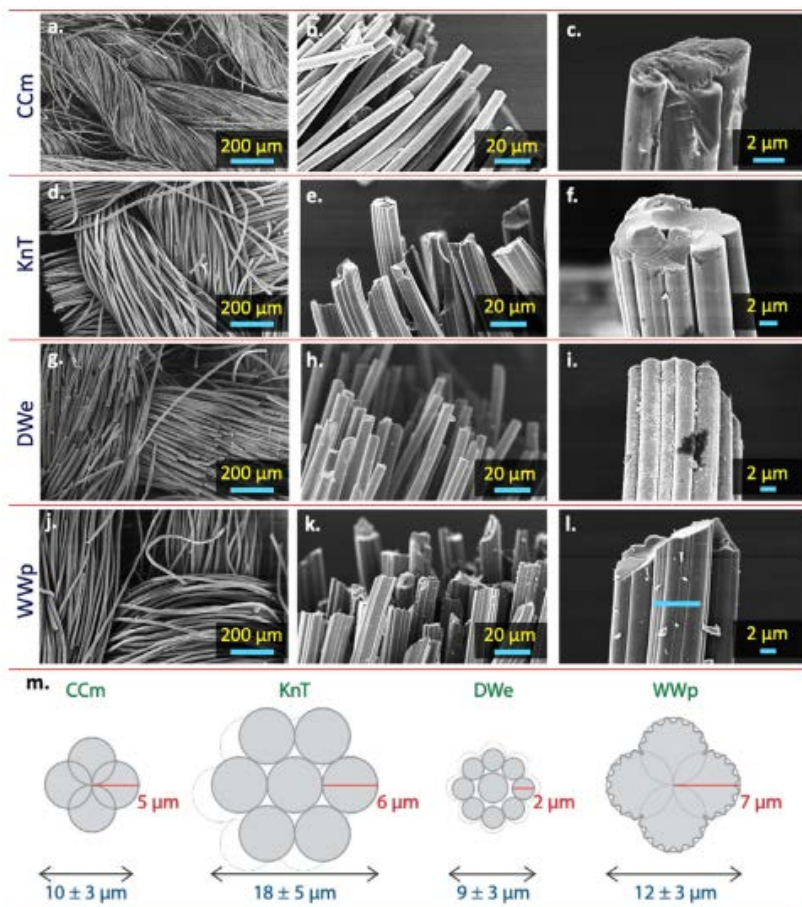 CCm
a.
200 µm
b.
20 µm
c.
2 µm
KnT
d.
200 µm
e.
20 µm
f.
2 µm
DWe
g.
200 µm
h.
20 µm
i.
2 µm
WWp
j.
200 µm
k.
20 µm
l.
2 µm
m.
CCm
KnT
DWe
WWp
5 µm
6 µm
2 µm
7 µm
10 ± 3 µm
18 ± 5 µm
9 ± 3 µm
12 ± 3 µm